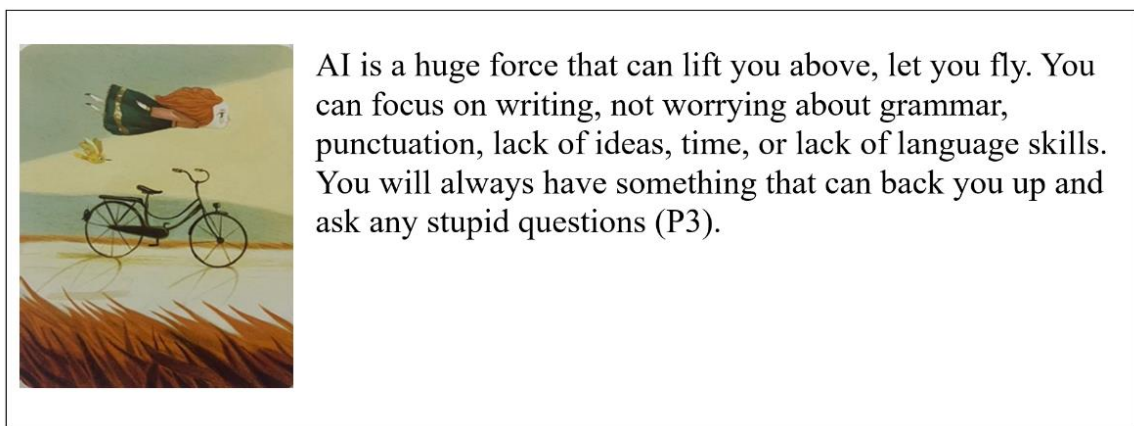 AI is a huge force that can lift you above, let you fly. You
can focus on writing, not worrying about grammar,
punctuation, lack of ideas, time, or lack of language skills.
You will always have something that can back you up and
ask any stupid questions (P3).